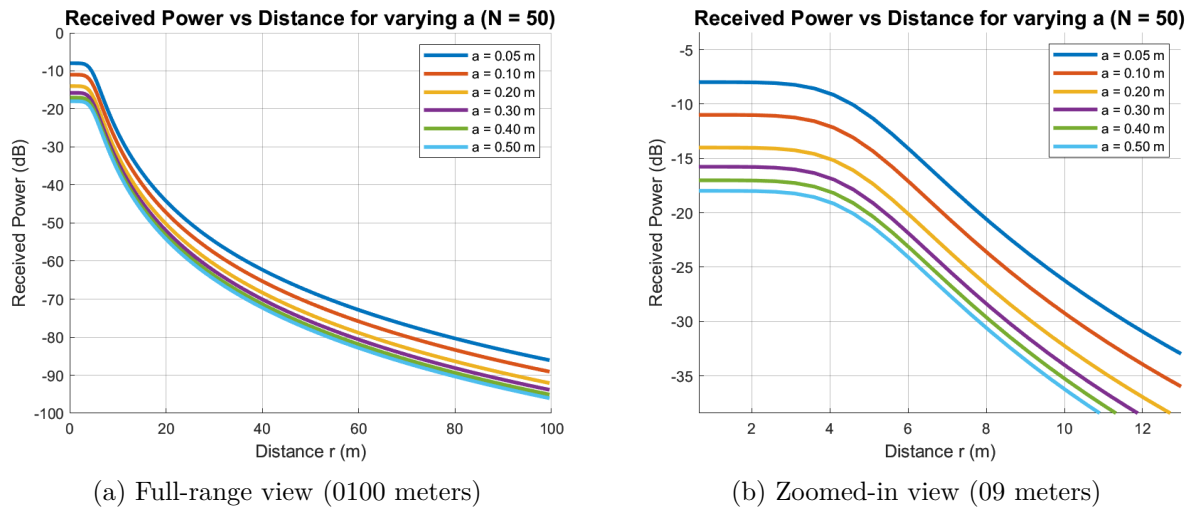 Received Power vs Distance for varying a (N = 50)
0
-10
-20
-30
-40
-50
-60
-70
-80
-90
-100
Received Power (dB)
a = 0.05 m
a = 0.10 m
a = 0.20 m
a = 0.30 m
a = 0.40 m
a = 0.50 m
0 20 40 60 80 100
Distance r (m)
(a) Full-range view (0100 meters)
Received Power vs Distance for varying a (N = 50)
-5
-10
-15
-20
-25
-30
-35
Received Power (dB)
a = 0.05 m
a = 0.10 m
a = 0.20 m
a = 0.30 m
a = 0.40 m
a = 0.50 m
2 4 6 8 10 12
Distance r (m)
(b) Zoomed-in view (09 meters)